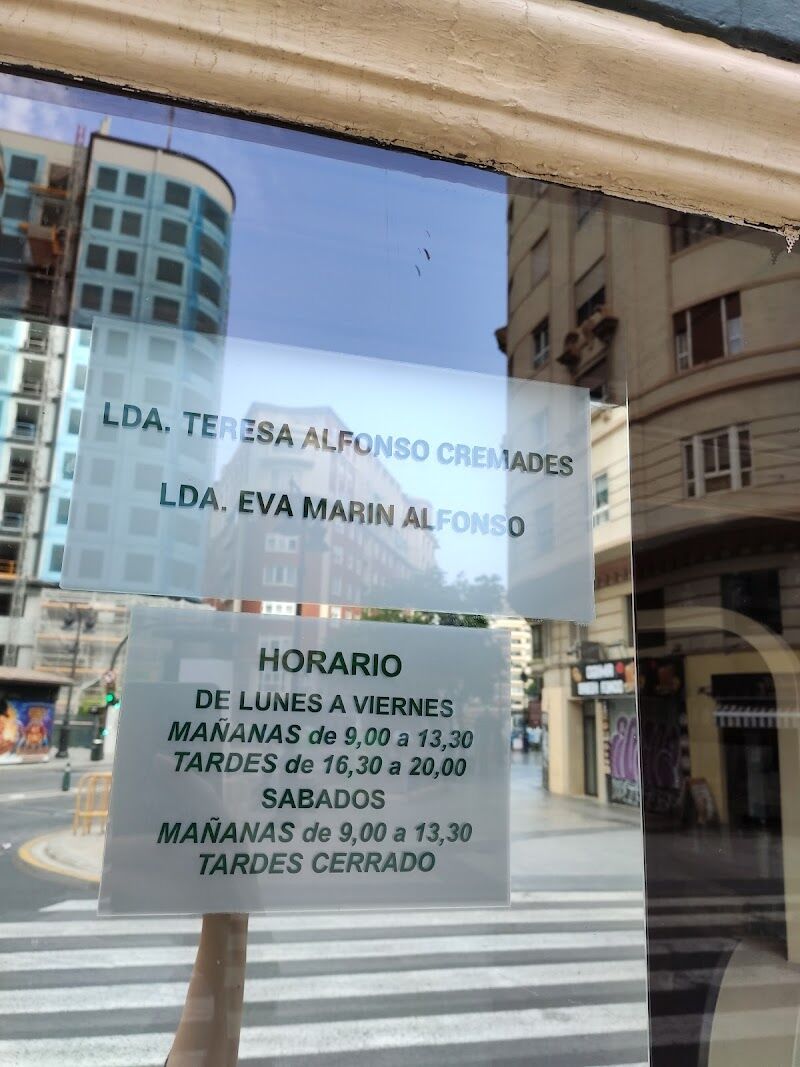 LDA. TERESA ALFONSO CREMADES
LDA. EVA MARIN ALFONSO
HORARIO
DE LUNES A VIERNES
MAÑANAS de 9,00 a 13,30
TARDES de 16,30 a 20,00
SABADOS
MAÑANAS de 9,00 a 13,30
TARDES CERRADO